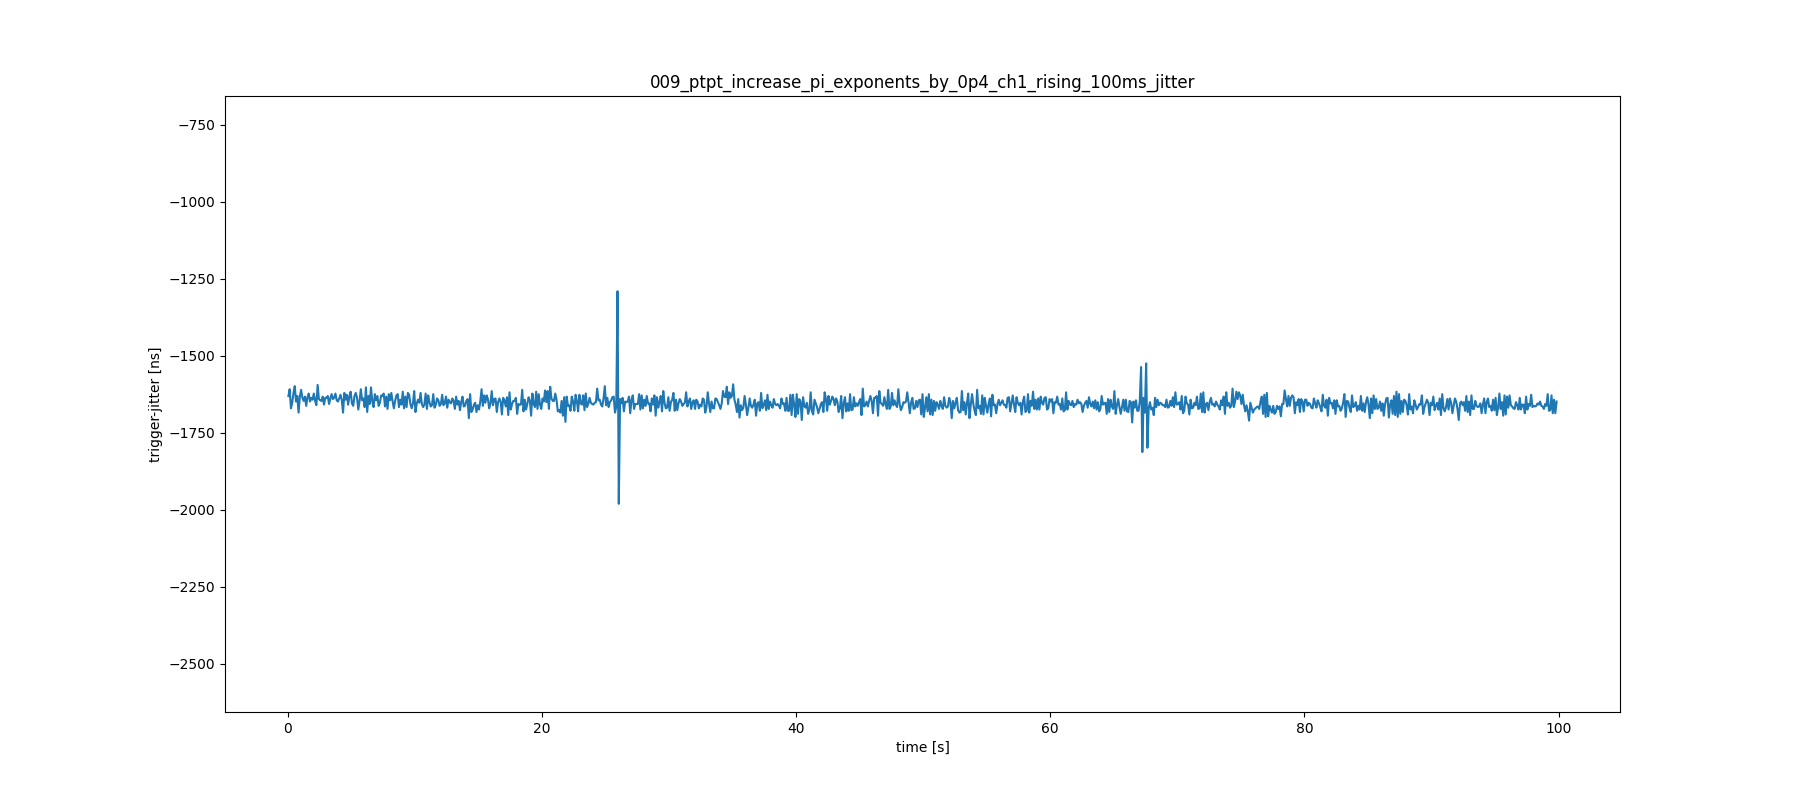 009_ptpt_increase_pi_exponents_by_0p4_ch1_rising_100ms_jitter
−750
−1000
−1250
−1500
−1750
−2000
−2250
−2500
trigger-jitter [ns]
0 20 40 60 80 100
time [s]